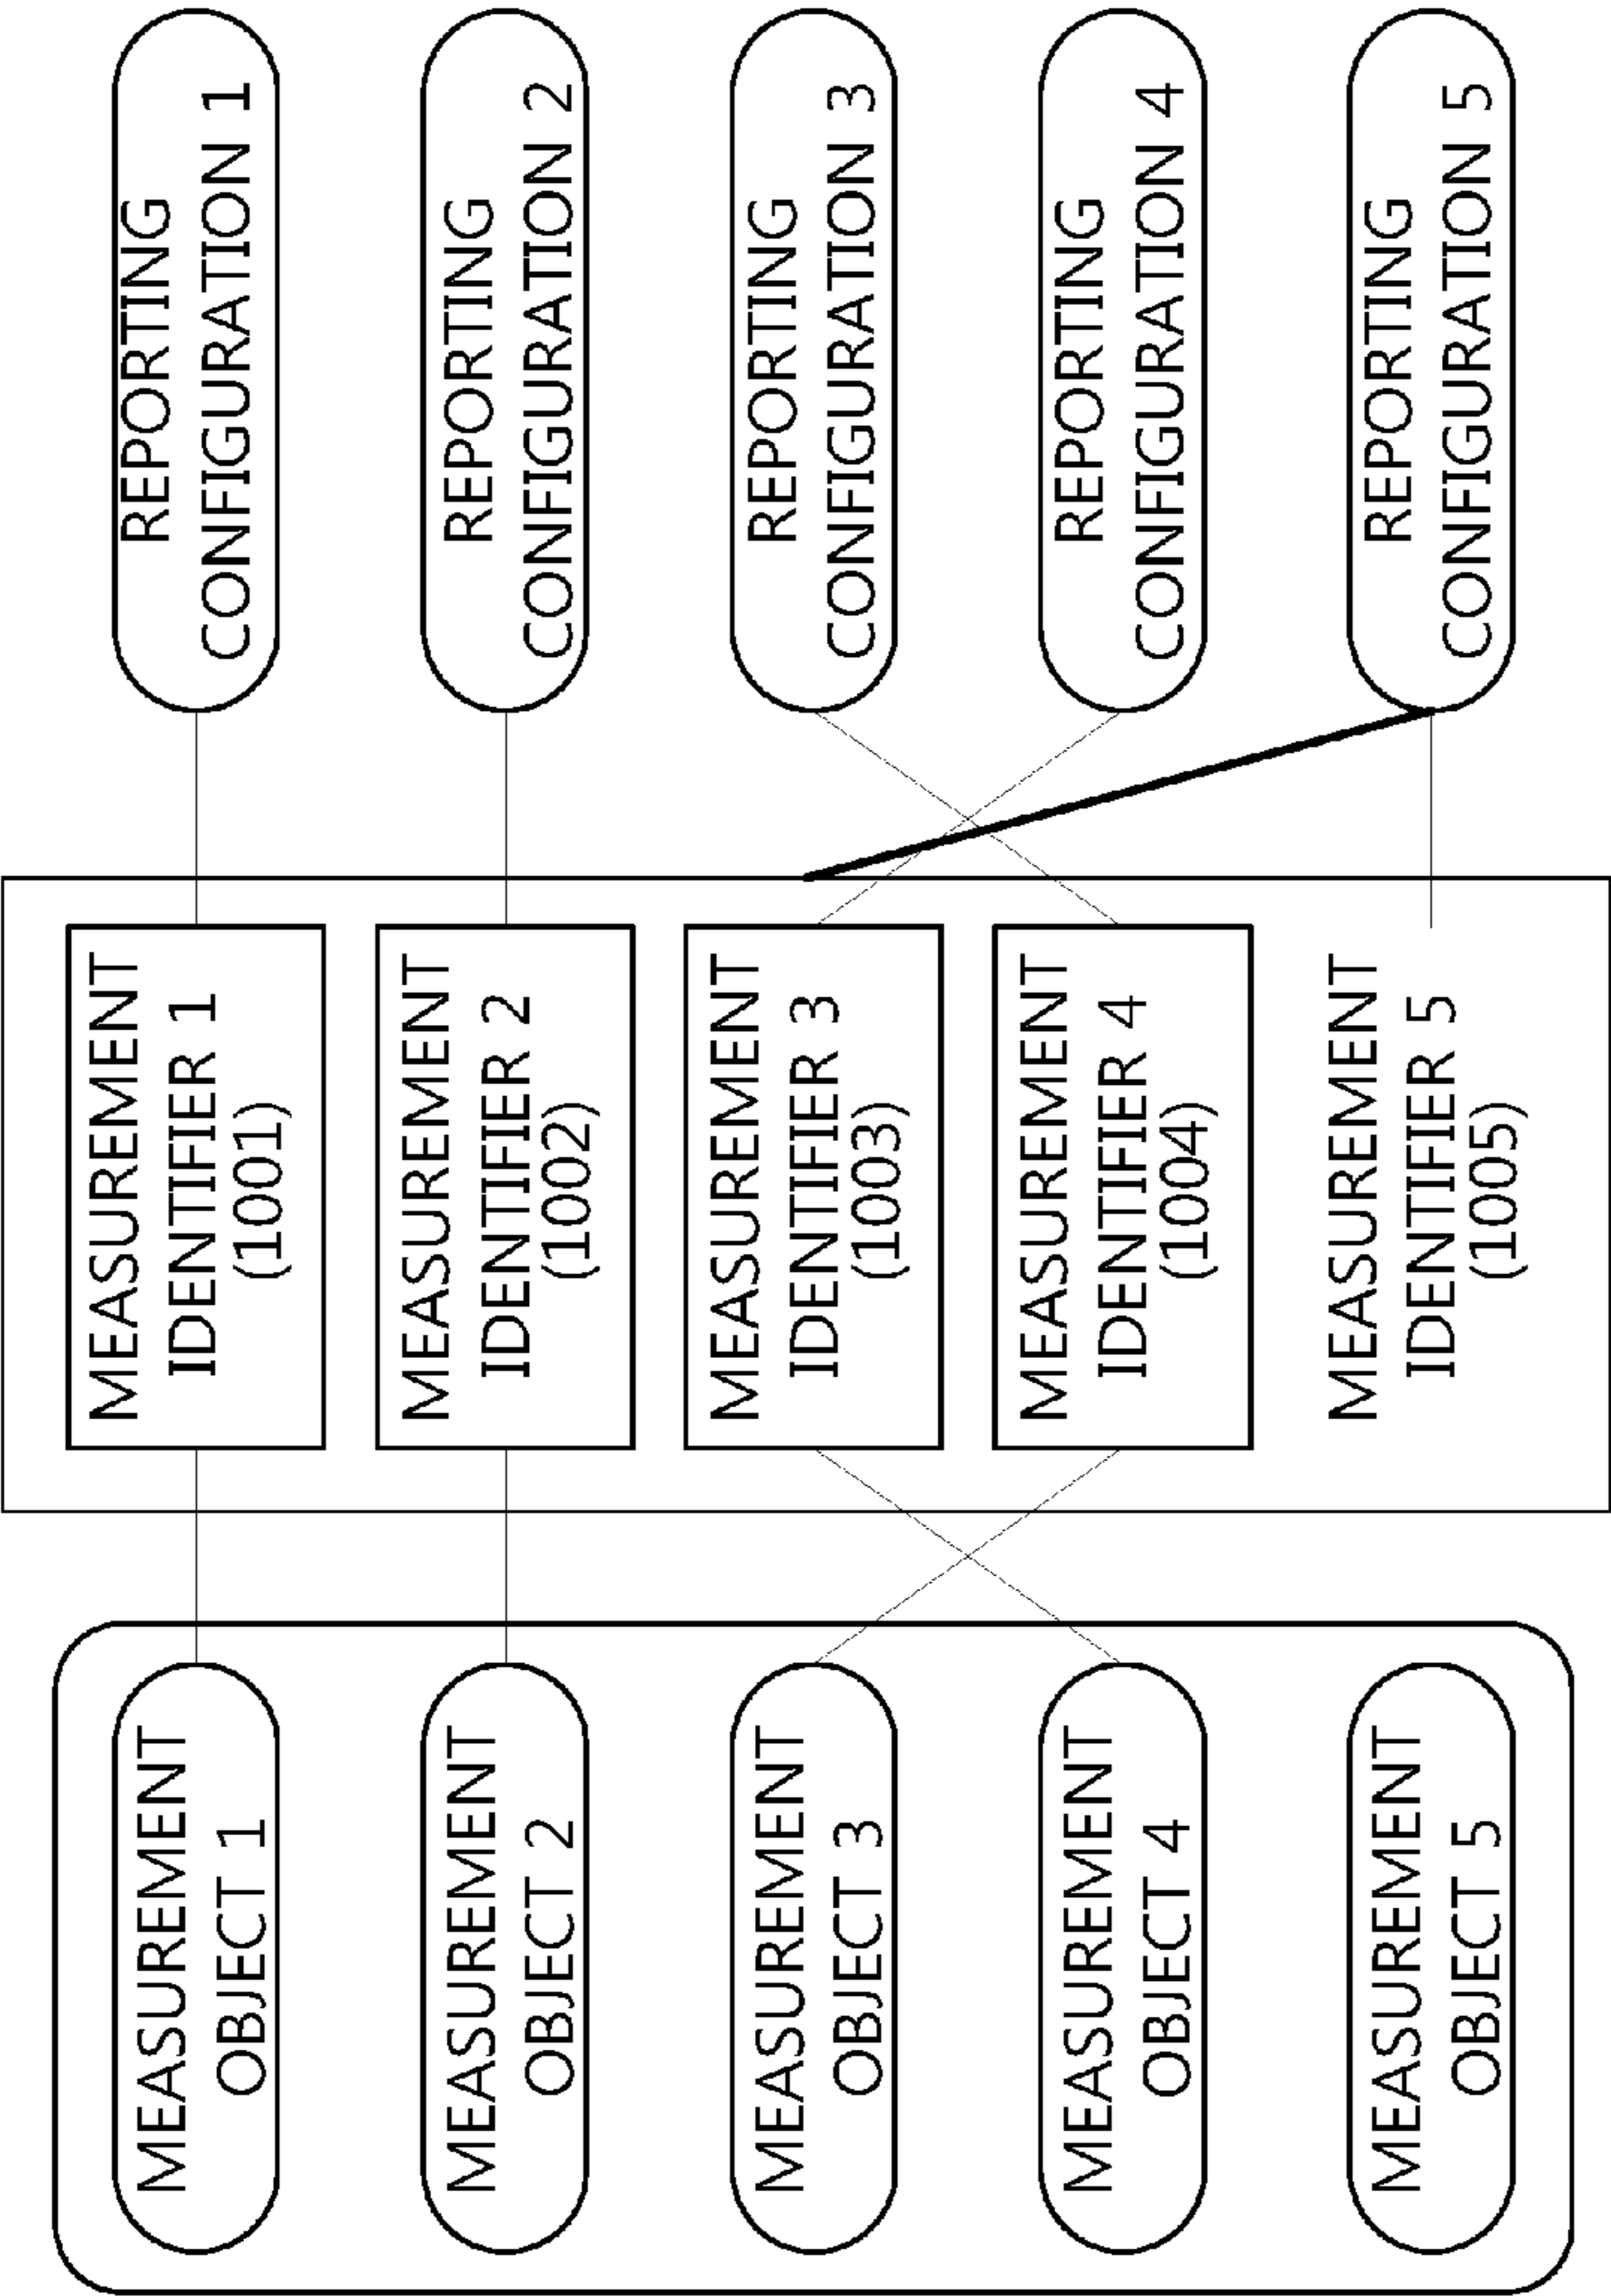 MEASUREMENT
OBJECT 1
MEASUREMENT
IDENTIFIER 1
(1001)
REPORTING
CONFIGURATION 1
MEASUREMENT
OBJECT 2
MEASUREMENT
IDENTIFIER 2
(1002)
REPORTING
CONFIGURATION 2
MEASUREMENT
OBJECT 3
MEASUREMENT
IDENTIFIER 3
(1003)
REPORTING
CONFIGURATION 3
MEASUREMENT
OBJECT 4
MEASUREMENT
IDENTIFIER 4
(1004)
REPORTING
CONFIGURATION 4
MEASUREMENT
OBJECT 5
MEASUREMENT
IDENTIFIER 5
(1005)
REPORTING
CONFIGURATION 5